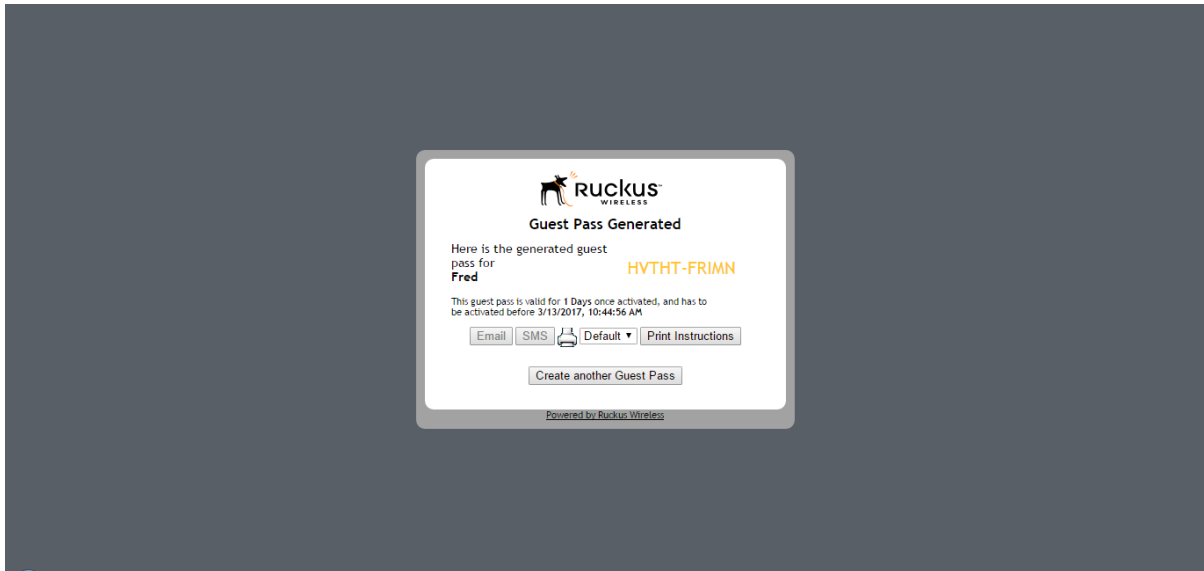 RUCKUS™
WIRELESS
Guest Pass Generated
Here is the generated guest
pass for
Fred
HVTHT-FRIMN
This guest pass is valid for 1 Days once activated, and has to
be activated before 3/13/2017, 10:44:56 AM
Email SMS Default Print Instructions
Create another Guest Pass
Powered by Ruckus Wireless